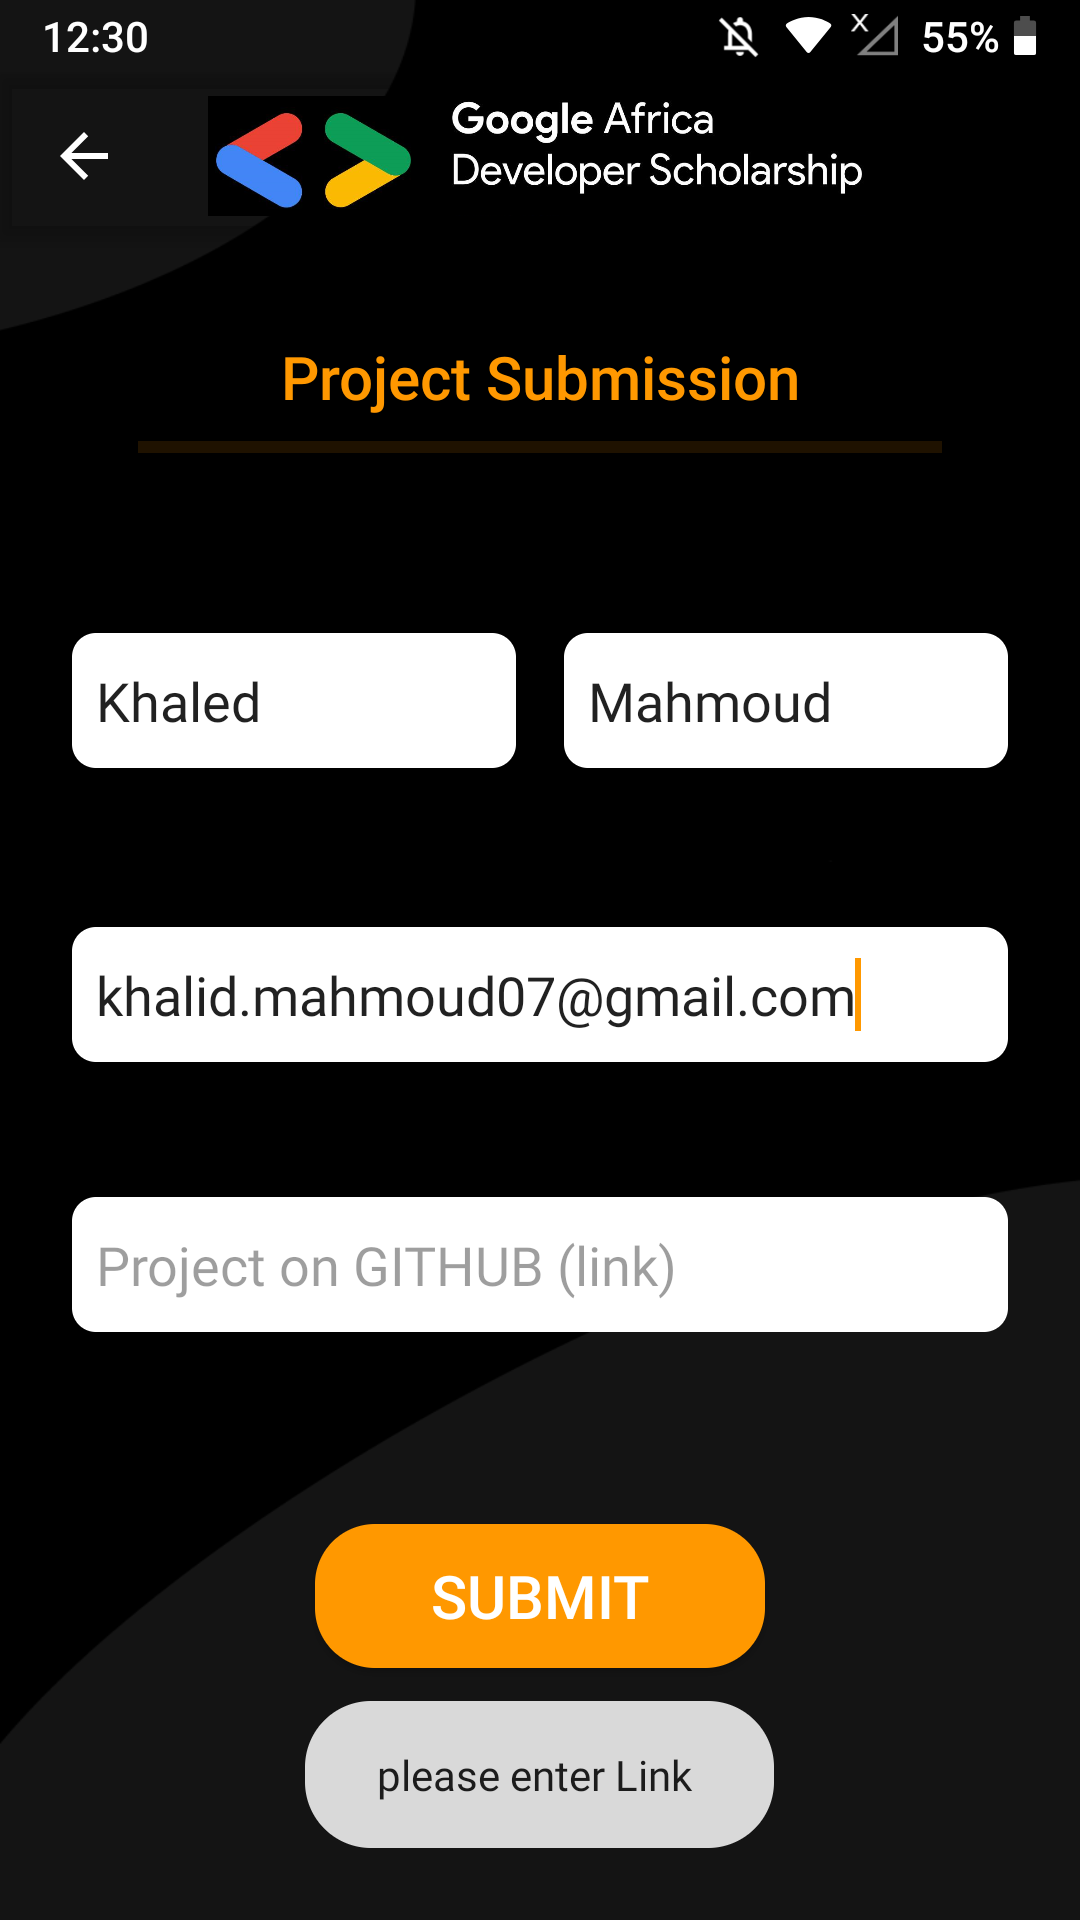 12:30
55%
Google Africa
Developer Scholarship
Project Submission
Khaled
Mahmoud
khalid.mahmoud07@gmail.com
Project on GITHUB (link)
SUBMIT
please enter Link